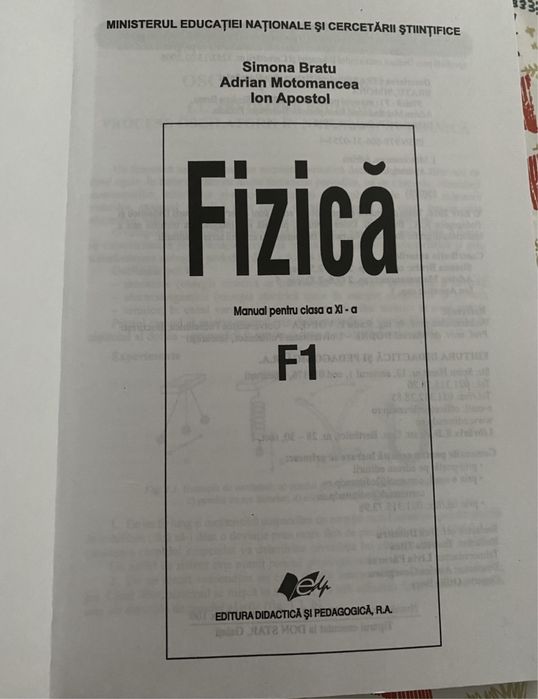 MINISTERUL EDUCAȚIEI NAȚIONALE ȘI CERCETĂRII ȘTIINȚIFICE
Simona Bratu
Adrian Motomancea
Ion Apostol
Fizică
Manual pentru clasa a XI - a
F1
edp
EDITURA DIDACTICĂ ȘI PEDAGOGICĂ, R.A.